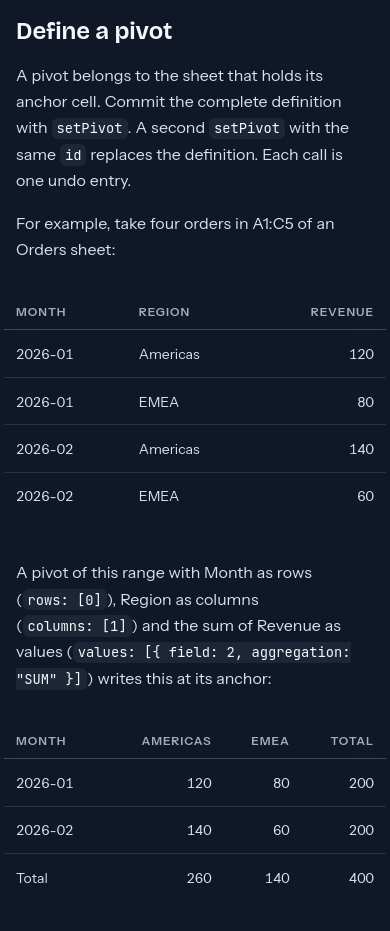 Define a pivot
A pivot belongs to the sheet that holds its
anchor cell. Commit the complete definition
with setPivot. A second setPivot with the
same id replaces the definition. Each call is
one undo entry.
For example, take four orders in A1:C5 of an
Orders sheet:
MONTH REGION REVENUE
2026-01 Americas 120
2026-01 EMEA 80
2026-02 Americas 140
2026-02 EMEA 60
A pivot of this range with Month as rows
(rows: [0]), Region as columns
(columns: [1]) and the sum of Revenue as
values (values: [{ field: 2, aggregation:
"SUM" }]) writes this at its anchor:
MONTH AMERICAS EMEA TOTAL
2026-01 120 80 200
2026-02 140 60 200
Total 260 140 400